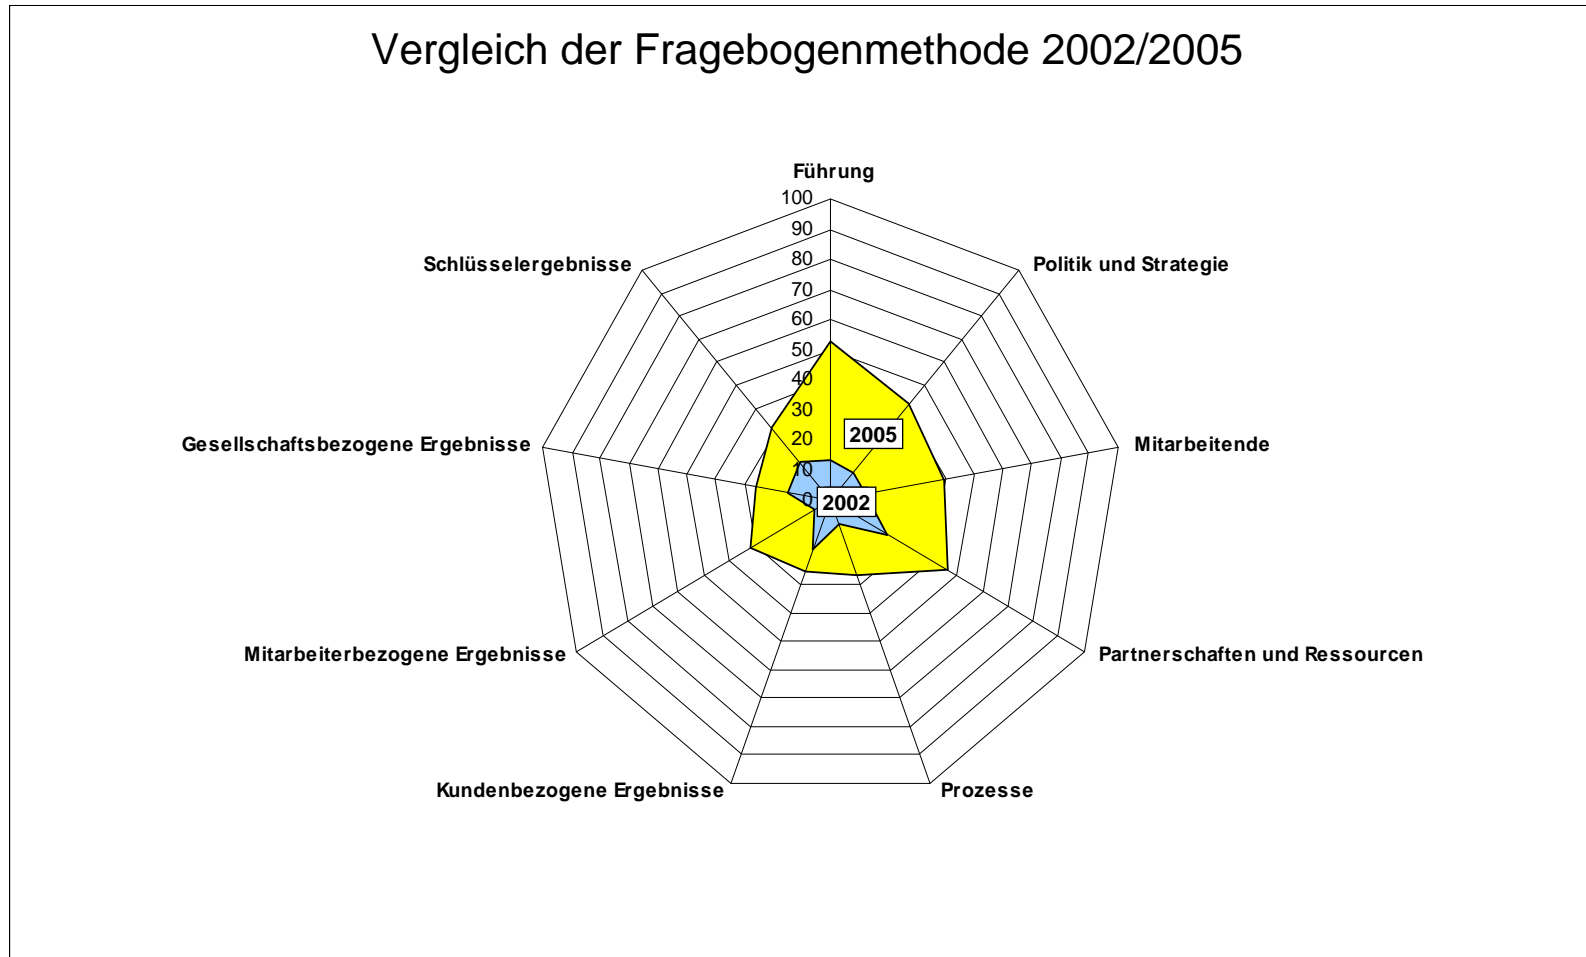 Vergleich der Fragebogenmethode 2002/2005
Führung
100
90
80
70
60
50
40
30
20
10
0
Schlüsselergebnisse
Politik und Strategie
2005
Gesellschaftsbezogene Ergebnisse
Mitarbeitende
2002
Mitarbeiterbezogene Ergebnisse
Partnerschaften und Ressourcen
Kundenbezogene Ergebnisse
Prozesse